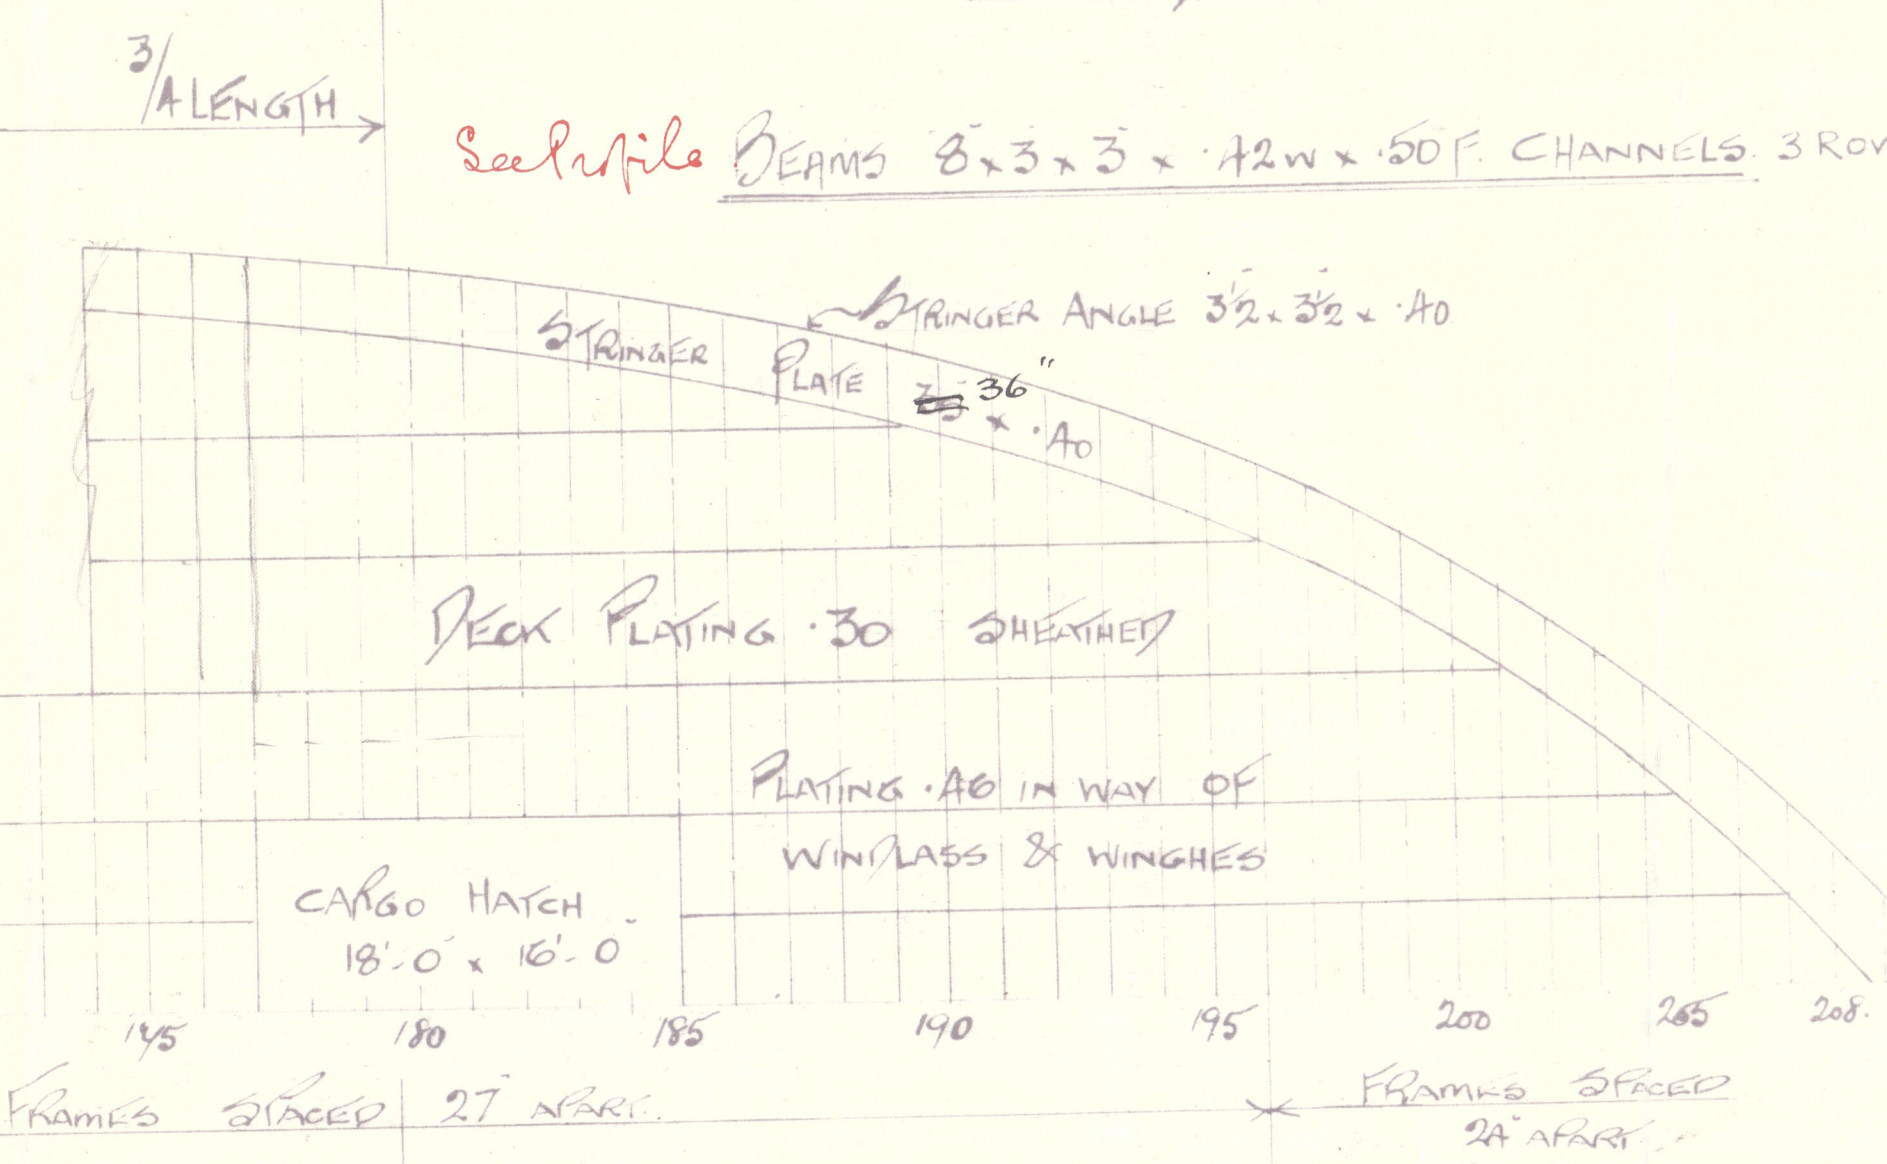 3/4 LENGTH
See Profile BEAMS 8" x 3" x 3" x .42W x .50F. CHANNELS. 3 ROW
STRINGER ANGLE 3½" x 3½" x .40
STRINGER PLATE 36"
x .40
DECK PLATING .30 SHEATHED
PLATING .46 IN WAY OF
WINDLASS & WINGHES
CARGO HATCH
18'-0" x 16'-0"
145 180 185 190 195 200 205 208.
FRAMES SPACED 27" APART.
FRAMES SPACED
24" APART.